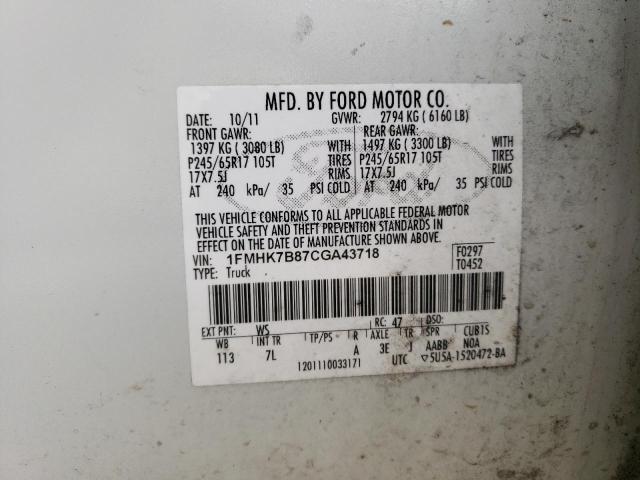 MFD. BY FORD MOTOR CO.
DATE: 10/11 GVWR: 2794 KG ( 6160 LB)
FRONT GAWR: REAR GAWR:
1397 KG ( 3080 LB) WITH 1497 KG ( 3300 LB) WITH
P245/65R17 105T TIRES P245/65R17 105T TIRES
17X7.5J RIMS 17X7.5J RIMS
AT 240 kPa/ 35 PSI COLD AT 240 kPa/ 35 PSI COLD
THIS VEHICLE CONFORMS TO ALL APPLICABLE FEDERAL MOTOR
VEHICLE SAFETY AND THEFT PREVENTION STANDARDS IN
EFFECT ON THE DATE OF MANUFACTURE SHOWN ABOVE.
VIN: 1FMHK7B87CGA43718 F0297
TYPE: Truck T0452
EXT PNT: WS RC: 47 DSO:
WB INT TR TP/PS R AXLE TR SPR CUBIS
113 7L A 3E J AABB NOA
1201110033171 UTC ▽5U5A-1520472-BA
Ford